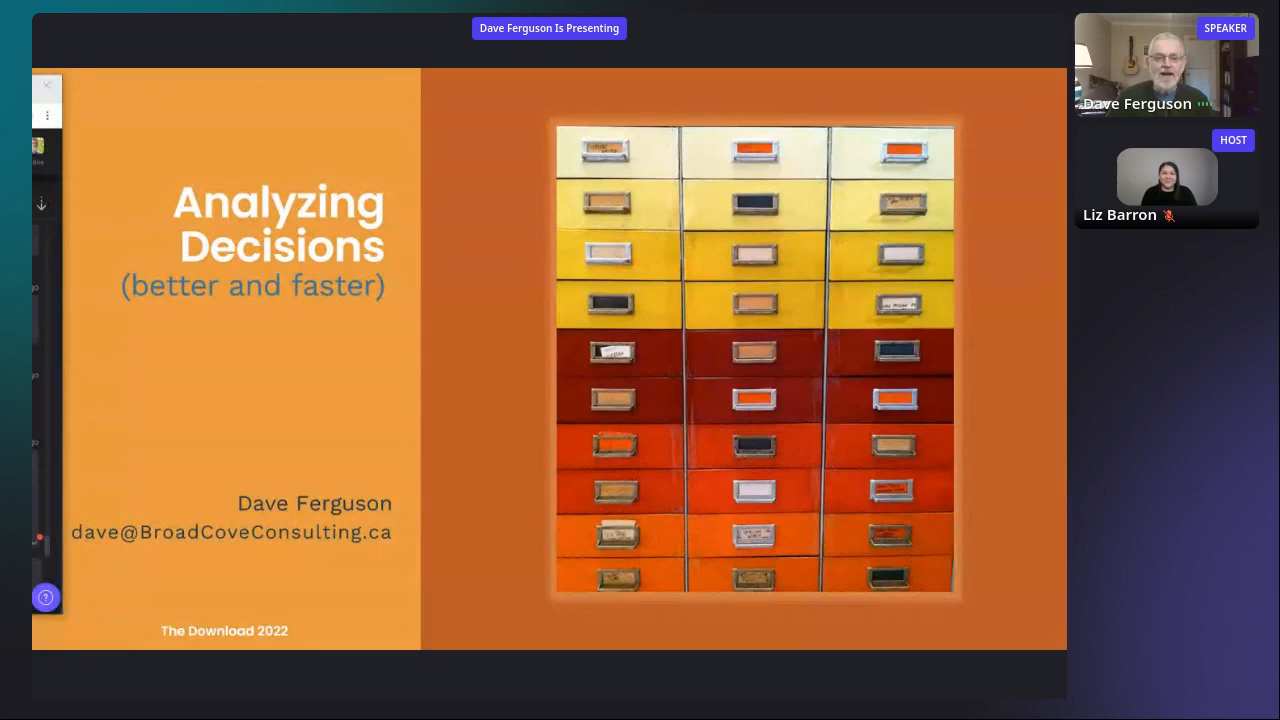 Dave Ferguson Is Presenting
SPEAKER
Dave Ferguson
HOST
Liz Barron
Analyzing
Decisions
(better and faster)
Dave Ferguson
dave@BroadCoveConsulting.ca
The Download 2022